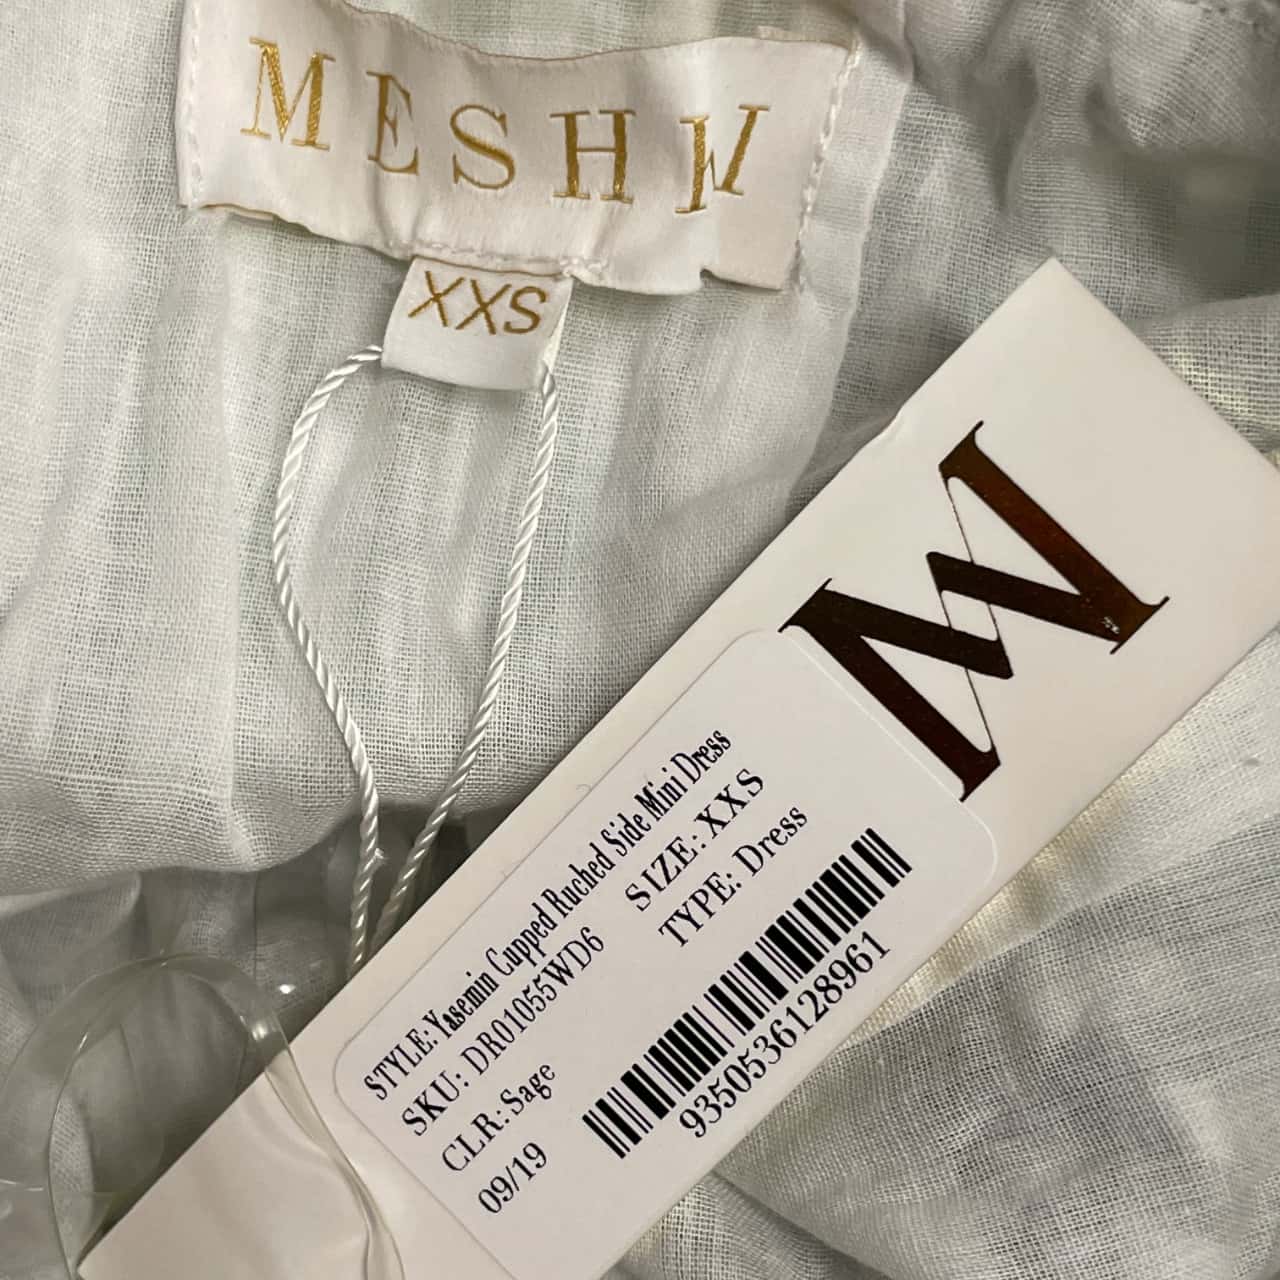 MESHKI
XXS
STYLE: Yasemin Cupped Ruched Side Mini Dress
SKU: DR01055WD6 SIZE: XXS
CLR: Sage TYPE: Dress
09/19
9350536128961